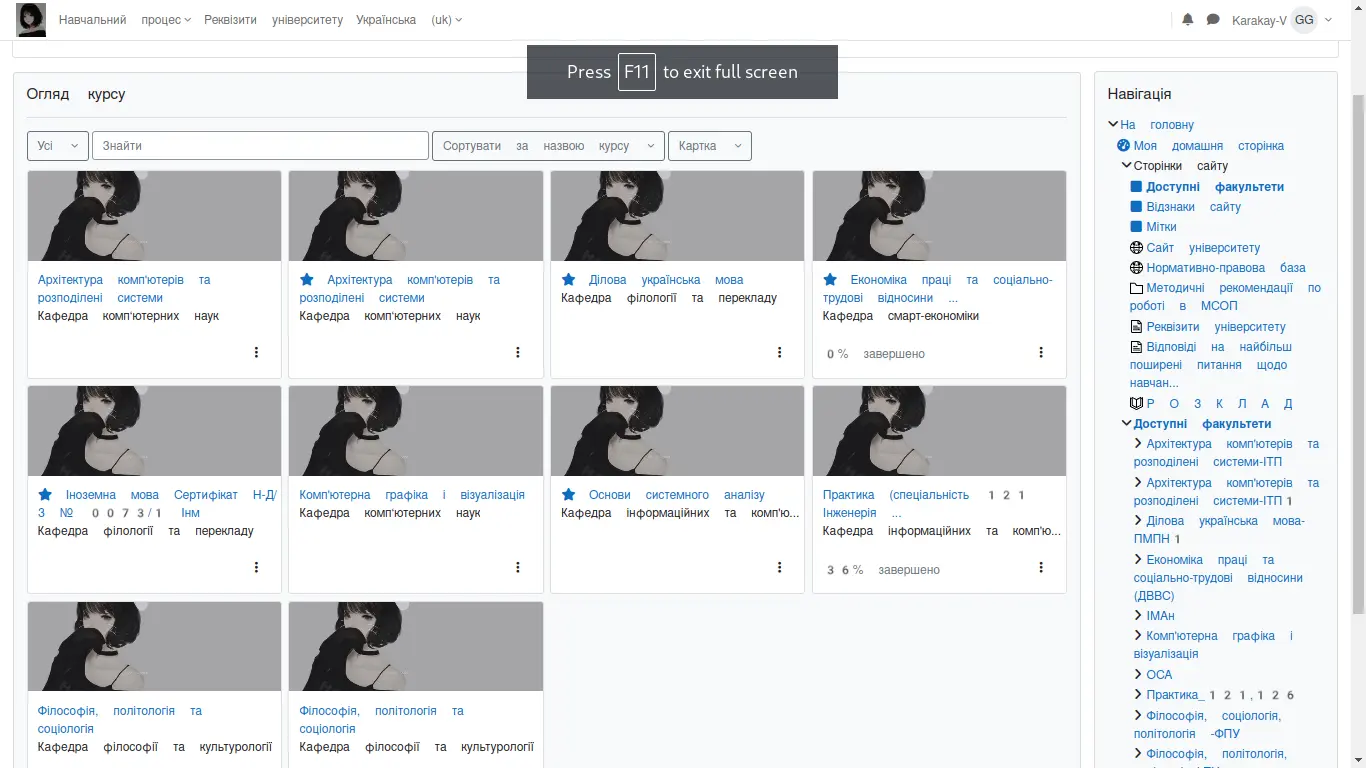 Навчальний процес Реквізити університету Українська (uk) Karakay-V GG
Press F11 to exit full screen
Огляд курсу
Усі Знайти Сортувати за назвою курсу Картка
Архітектура комп'ютерів та
розподілені системи
Кафедра комп'ютерних наук
Архітектура комп'ютерів та
розподілені системи
Кафедра комп'ютерних наук
Ділова українська мова
Кафедра філології та перекладу
Економіка праці та соціально-
трудові відносини ...
Кафедра смарт-економіки
0% завершено
Іноземна мова Сертифікат Н-Д/
З № 0073/1 Інм
Кафедра філології та перекладу
Комп'ютерна графіка і візуалізація
Кафедра комп'ютерних наук
Основи системного аналізу
Кафедра інформаційних та комп'ю...
Практика (спеціальність 121
Інженерія ...
Кафедра інформаційних та комп'ю...
36% завершено
Філософія, політологія та
соціологія
Кафедра філософії та культурології
Філософія, політологія та
соціологія
Кафедра філософії та культурології
Навігація
На головну
Моя домашня сторінка
Сторінки сайту
Доступні факультети
Відзнаки сайту
Мітки
Сайт університету
Нормативно-правова база
Методичні рекомендації по
роботі в МСОП
Реквізити університету
Відповіді на найбільш
поширені питання щодо
навчан...
Р О З К Л А Д
Доступні факультети
Архітектура комп'ютерів та
розподілені системи-ІТП
Архітектура комп'ютерів та
розподілені системи-ІТП1
Ділова українська мова-
ПМПН1
Економіка праці та
соціально-трудові відносини
(ДВВС)
ІМАн
Комп'ютерна графіка і
візуалізація
ОСА
Практика_121,126
Філософія, соціологія,
політологія -ФПУ
Філософія, політологія,